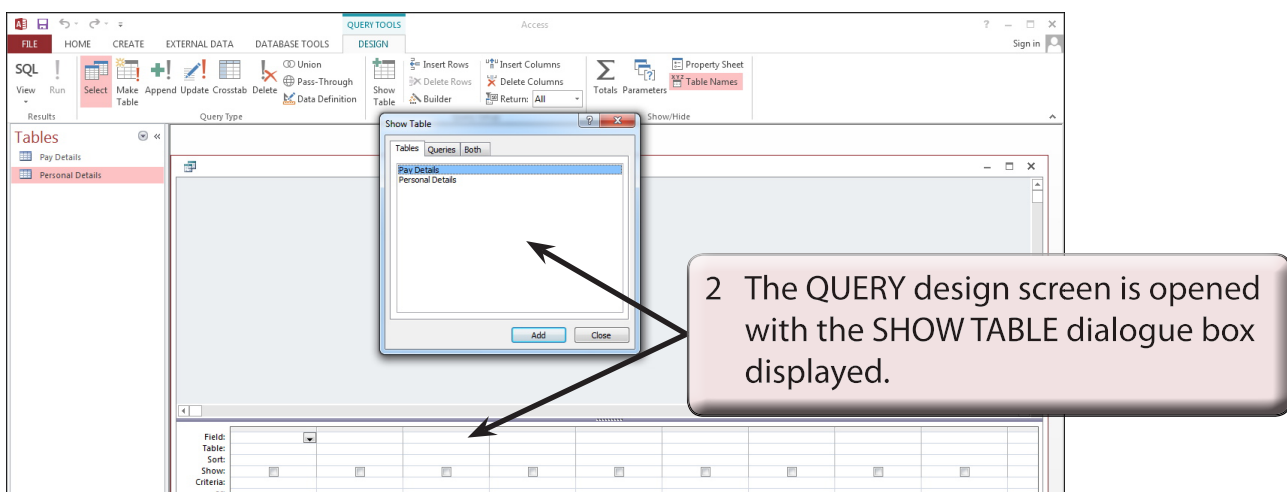 QUERY TOOLS
Access
FILE HOME CREATE EXTERNAL DATA DATABASE TOOLS DESIGN Sign in
SQL
View
Run
Select
Make Table
Append
Update
Crosstab
Delete
Union
Pass-Through
Data Definition
Show Table
Insert Rows
Delete Rows
Builder
Insert Columns
Delete Columns
Return: All
Totals
Parameters
Property Sheet
Table Names
Results
Query Type
Show/Hide
Tables
Pay Details
Personal Details
Show Table
Tables Queries Both
Pay Details
Personal Details
Add Close
2 The QUERY design screen is opened
with the SHOW TABLE dialogue box
displayed.
Field:
Table:
Sort:
Show:
Criteria: